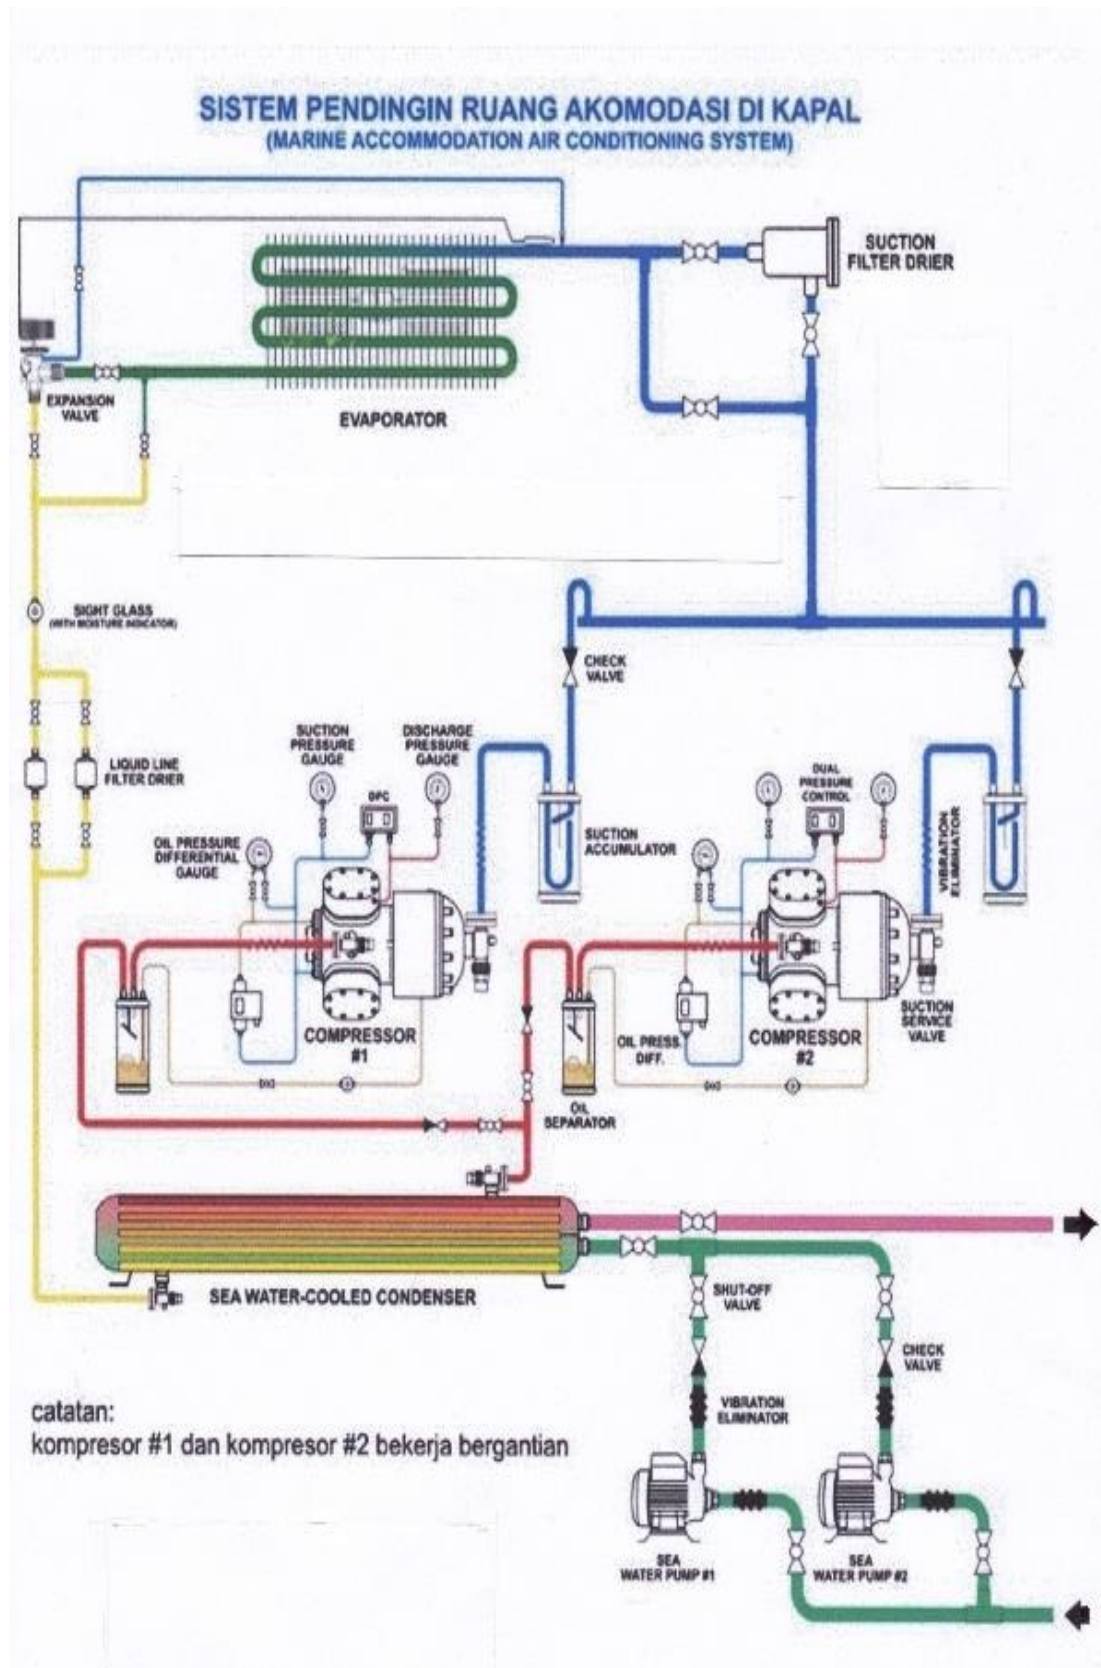 SISTEM PENDINGIN RUANG AKOMODASI DI KAPAL
(MARINE ACCOMMODATION AIR CONDITIONING SYSTEM)
SUCTION
FILTER DRIER
EXPANSION
VALVE
EVAPORATOR
SIGHT GLASS
(WITH MOISTURE INDICATOR)
CHECK
VALVE
SUCTION
PRESSURE
GAUGE
DISCHARGE
PRESSURE
GAUGE
LIQUID LINE
FILTER DRIER
DPC
DUAL
PRESSURE
CONTROL
OIL PRESSURE
DIFFERENTIAL
GAUGE
SUCTION
ACCUMULATOR
VIBRATION
ELIMINATOR
COMPRESSOR
#1
OIL PRESS.
DIFF.
COMPRESSOR
#2
SUCTION
SERVICE
VALVE
OIL
SEPARATOR
SEA WATER-COOLED CONDENSER
SHUT-OFF
VALVE
CHECK
VALVE
VIBRATION
ELIMINATOR
catatan:
kompresor #1 dan kompresor #2 bekerja bergantian
SEA
WATER PUMP #1
SEA
WATER PUMP #2